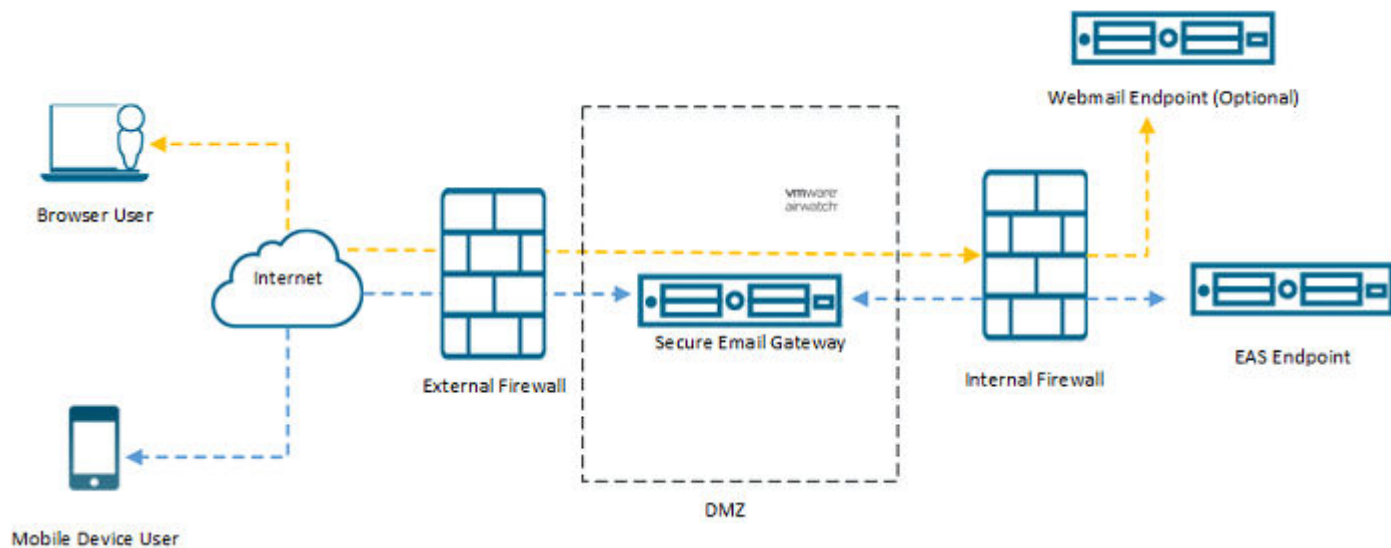 Webmail Endpoint (Optional)
Browser User
vmware
airwatch
Internet
Secure Email Gateway
EAS Endpoint
External Firewall
Internal Firewall
DMZ
Mobile Device User